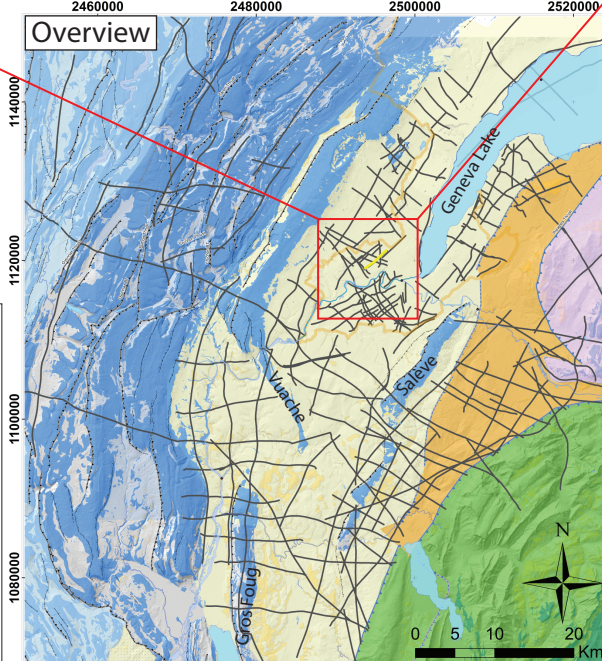 2460000 2480000 2500000 2520000
Overview
1140000
Geneva Lake
1120000
Salève
Vuache
1100000
1080000
Gros Foug
N
0 5 10 20
Km